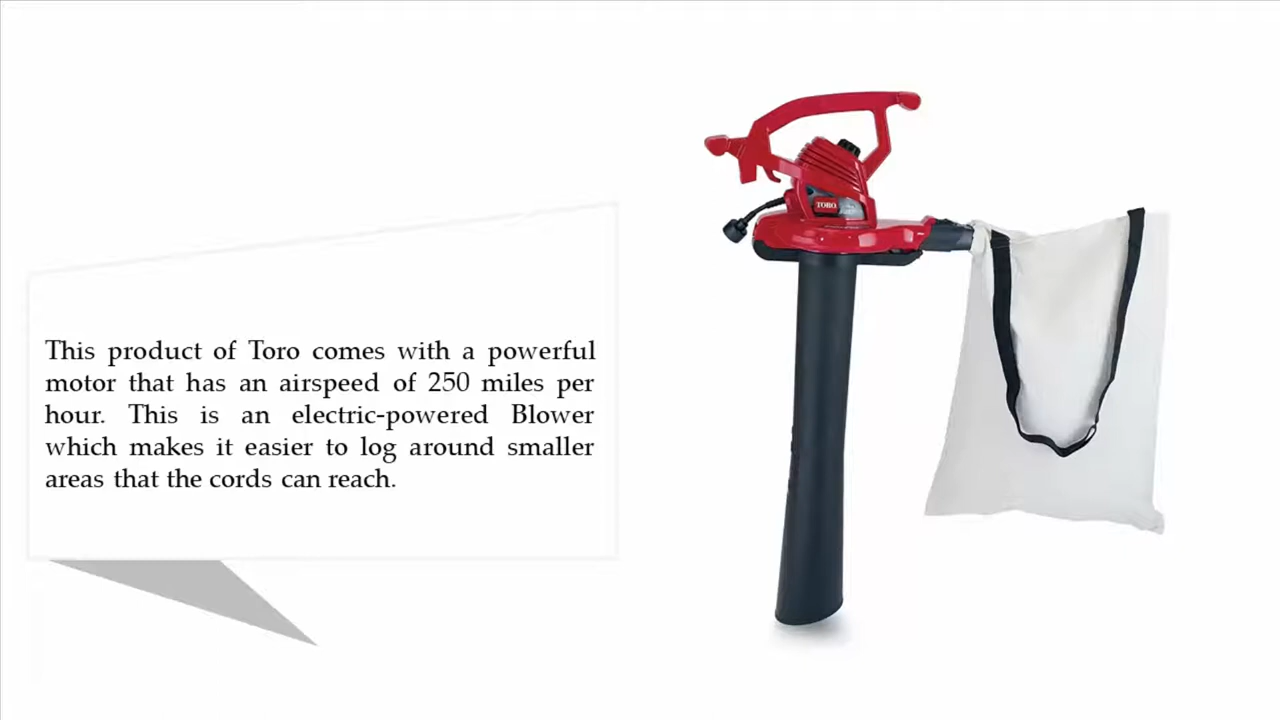 This product of Toro comes with a powerful
motor that has an airspeed of 250 miles per
hour. This is an electric-powered Blower
which makes it easier to log around smaller
areas that the cords can reach.
TORO